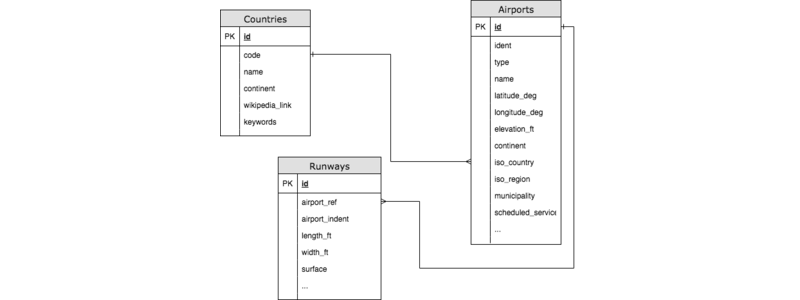 Countries
PK id
code
name
continent
wikipedia_link
keywords
Airports
PK id
ident
type
name
latitude_deg
longitude_deg
elevation_ft
continent
iso_country
iso_region
municipality
scheduled_service
...
Runways
PK id
airport_ref
airport_indent
length_ft
width_ft
surface
...